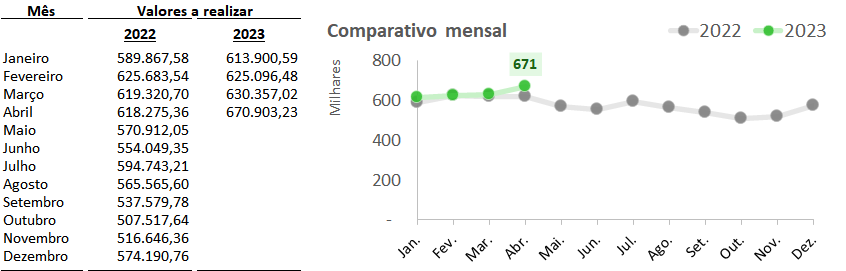 Mês Valores a realizar
2022 2023
Janeiro 589.867,58 613.900,59
Fevereiro 625.683,54 625.096,48
Março 619.320,70 630.357,02
Abril 618.275,36 670.903,23
Maio 570.912,05
Junho 554.049,35
Julho 594.743,21
Agosto 565.565,60
Setembro 537.579,78
Outubro 507.517,64
Novembro 516.646,36
Dezembro 574.190,76
Comparativo mensal
2022 2023
Milhares
800
600
400
200
-
671
Jan. Fev. Mar. Abr. Mai. Jun. Jul. Ago. Set. Out. Nov. Dez.